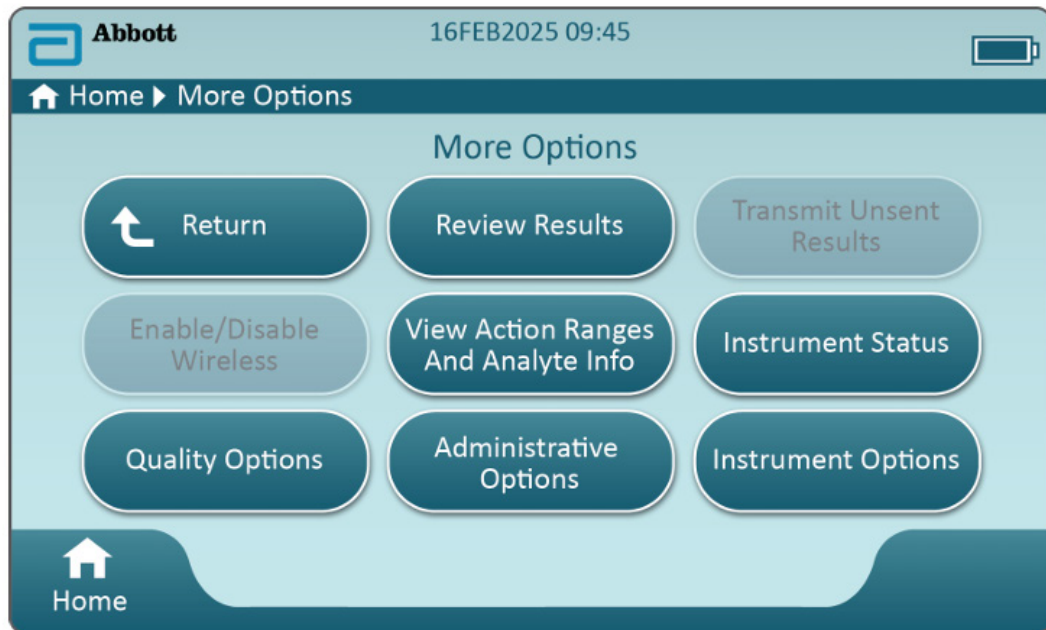 Abbott
16FEB2025 09:45
Home
More Options
More Options
Return
Review Results
Transmit Unsent
Results
Enable/Disable
Wireless
View Action Ranges
And Analyte Info
Instrument Status
Quality Options
Administrative
Options
Instrument Options
Home